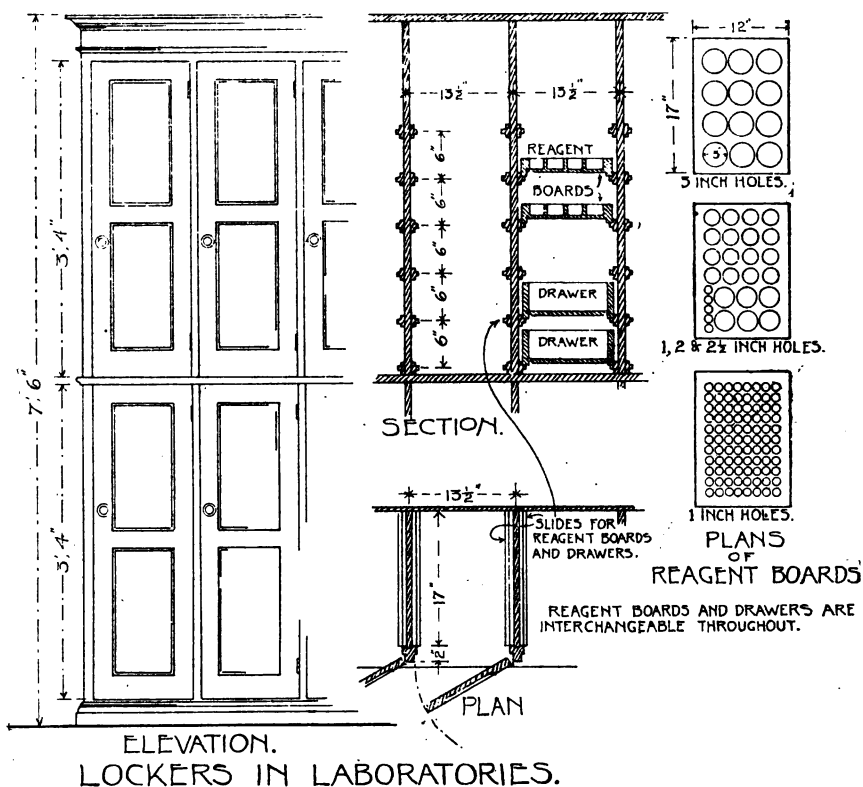 7'. 6"
3'. 4"
3'. 4"
ELEVATION.
LOCKERS IN LABORATORIES.
13½" 13½"
6"
6"
6"
6"
6"
REAGENT
BOARDS
DRAWER
DRAWER
SECTION.
13½"
17"
2"
SLIDES FOR
REAGENT BOARDS
AND DRAWERS.
PLAN
12"
17"
3"
3 INCH HOLES.
1, 2 & 2½ INCH HOLES.
1 INCH HOLES.
PLANS
OF
REAGENT BOARDS
REAGENT BOARDS AND DRAWERS ARE
INTERCHANGEABLE THROUGHOUT.